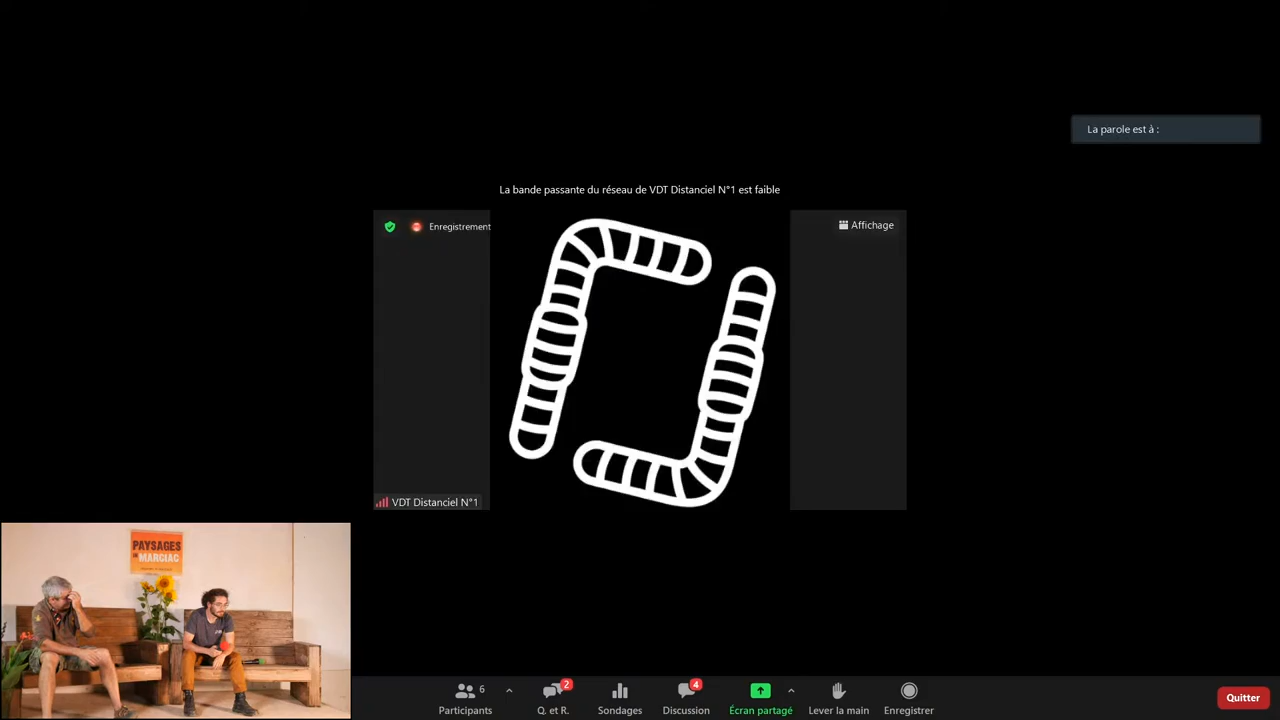 La parole est à :
La bande passante du réseau de VDT Distanciel N°1 est faible
Enregistrement
Affichage
VDT Distanciel N°1
PAYSAGES
IN MARCIAC
Participants
6
Q. et R.
2
Sondages
Discussion
4
Écran partagé
Lever la main
Enregistrer
Quitter